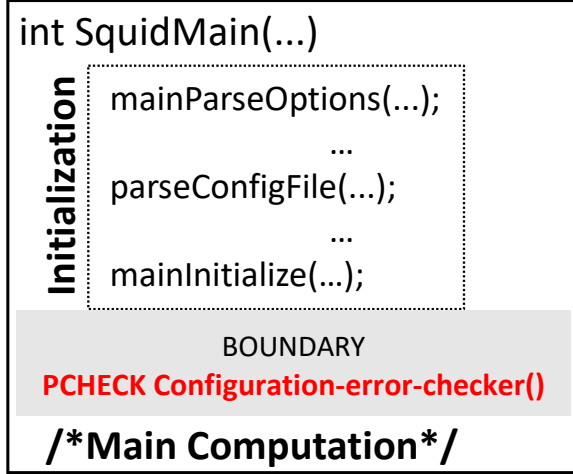 int SquidMain(...)
Initialization
mainParseOptions(...);
...
parseConfigFile(...);
...
mainInitialize(...);
BOUNDARY
PCHECK Configuration-error-checker()
/*Main Computation*/